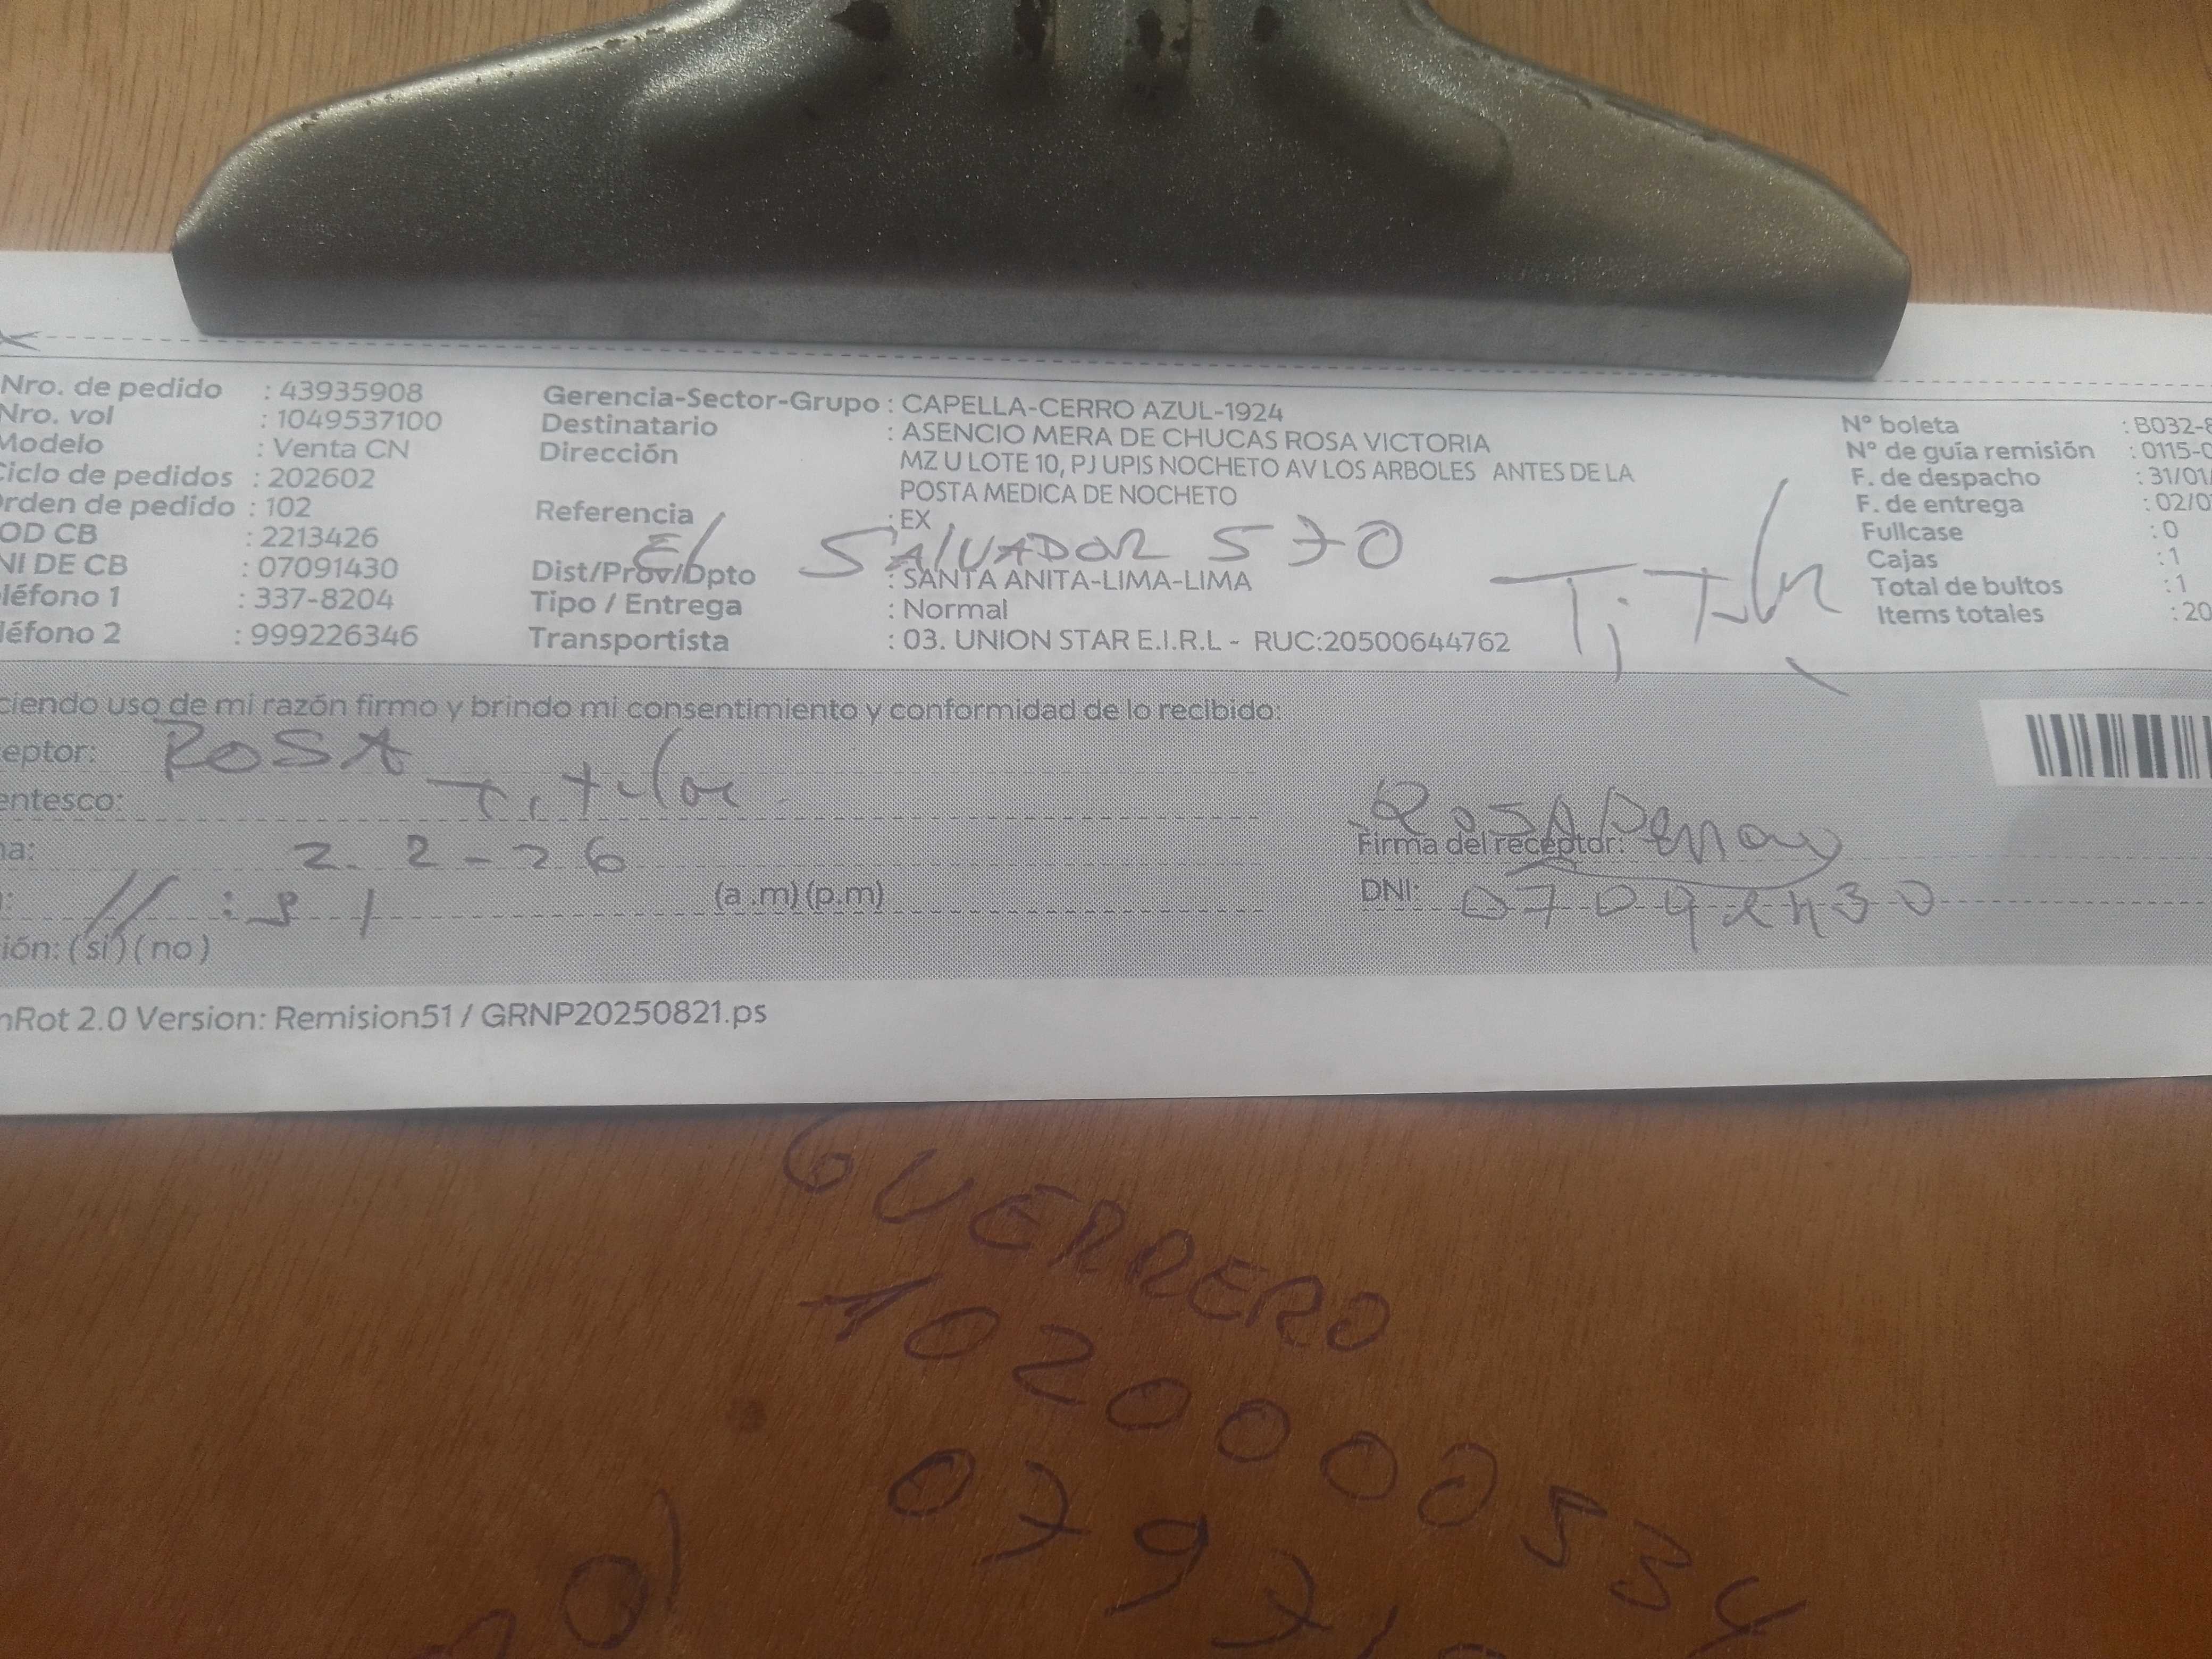 Nro. de pedido : 43935908
Nro. vol : 1049537100
Modelo : Venta CN
Ciclo de pedidos : 202602
rden de pedido : 102
OD CB : 2213426
NI DE CB : 07091430
léfono 1 : 337-8204
léfono 2 : 999226346
Gerencia-Sector-Grupo : CAPELLA-CERRO AZUL-1924
Destinatario : ASENCIO MERA DE CHUCAS ROSA VICTORIA
Dirección MZ U LOTE 10, PJ UPIS NOCHETO AV LOS ARBOLES ANTES DE LA
POSTA MEDICA DE NOCHETO
Referencia : EX
El SAlVADOR 570
Dist/Prov/Dpto : SANTA ANITA-LIMA-LIMA
Tipo / Entrega : Normal
Transportista : 03. UNION STAR E.I.R.L - RUC:20500644762
N° boleta : B032-8
N° de guía remisión : 0115-0
F. de despacho : 31/01/
F. de entrega : 02/0
Fullcase : 0
Cajas : 1
Total de bultos : 1
Items totales : 20
ciendo uso de mi razón firmo y brindo mi consentimiento y conformidad de lo recibido:
eptor: ROSA
entesco: Titular
na: 2-2-26
(a.m)(p.m)
ión: (si)(no)
Firma del receptor:
DNI:
nRot 2.0 Version: Remision51 / GRNP20250821.ps
GUERRERO
1020000534